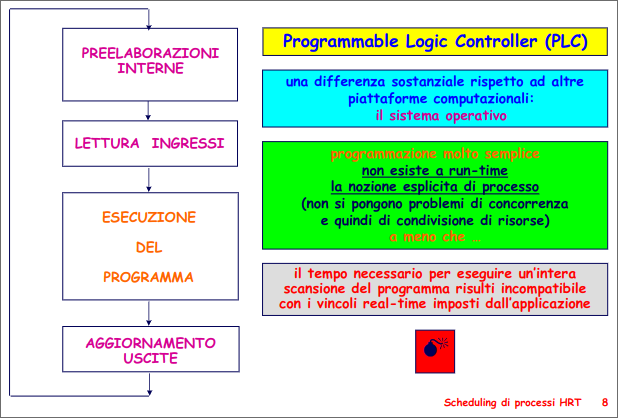 PREELABORAZIONI
INTERNE
LETTURA INGRESSI
ESECUZIONE
DEL
PROGRAMMA
AGGIORNAMENTO
USCITE
Programmable Logic Controller (PLC)
una differenza sostanziale rispetto ad altre
piattaforme computazionali:
il sistema operativo
programmazione molto semplice
non esiste a run-time
la nozione esplicita di processo
(non si pongono problemi di concorrenza
e quindi di condivisione di risorse)
a meno che ...
il tempo necessario per eseguire un'intera
scansione del programma risulti incompatibile
con i vincoli real-time imposti dall'applicazione
Scheduling di processi HRT 8